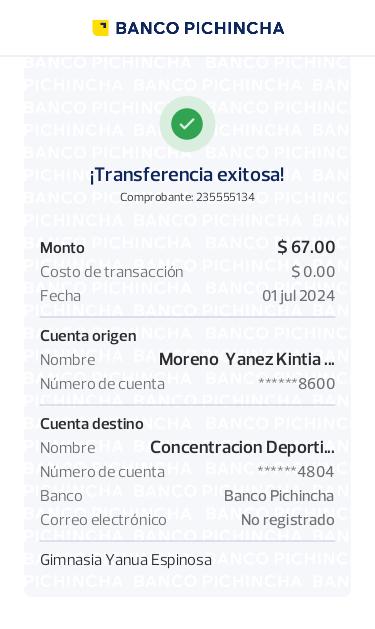 BANCO PICHINCHA
¡Transferencia exitosa!
Comprobante: 235555134
Monto $ 67.00
Costo de transacción $ 0.00
Fecha 01 jul 2024
Cuenta origen
Nombre Moreno Yanez Kintia ...
Número de cuenta ******8600
Cuenta destino
Nombre Concentracion Deporti...
Número de cuenta ******4804
Banco Banco Pichincha
Correo electrónico No registrado
Gimnasia Yanua Espinosa